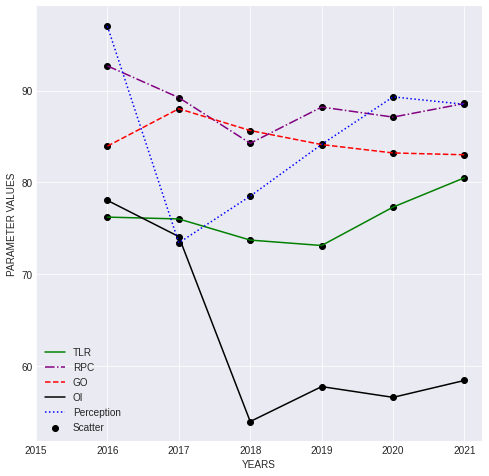 90
80
70
60
PARAMETER VALUES
TLR
RPC
GO
OI
Perception
Scatter
2015 2016 2017 2018 2019 2020 2021
YEARS